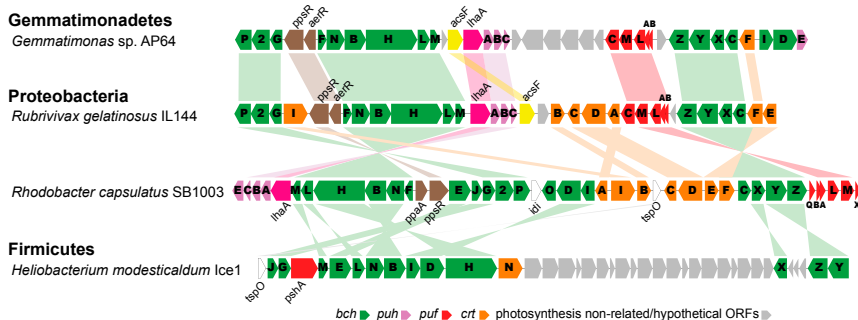 Gemmatimonadetes
Gemmatimonas sp. AP64
ppsR aerR acsF lhaA
P 2 G F N B H L M A B C C M L AB Z Y X C F I D E
Proteobacteria
Rubrivivax gelatinosus IL144
ppsR aerR lhaA acsF
P 2 G I F N B H L M A B C B C D A C M L AB Z Y X C F E
Rhodobacter capsulatus SB1003
E C B A M L H B N F E J G 2 P O D I A I B C D E F C X Y Z Q B A L M X
lhaA ppaA ppsR idi tspO
Firmicutes
Heliobacterium modesticaldum Ice1
J G M E L N B I D H N X Z Y
tspO pshA
bch puh puf crt photosynthesis non-related/hypothetical ORFs